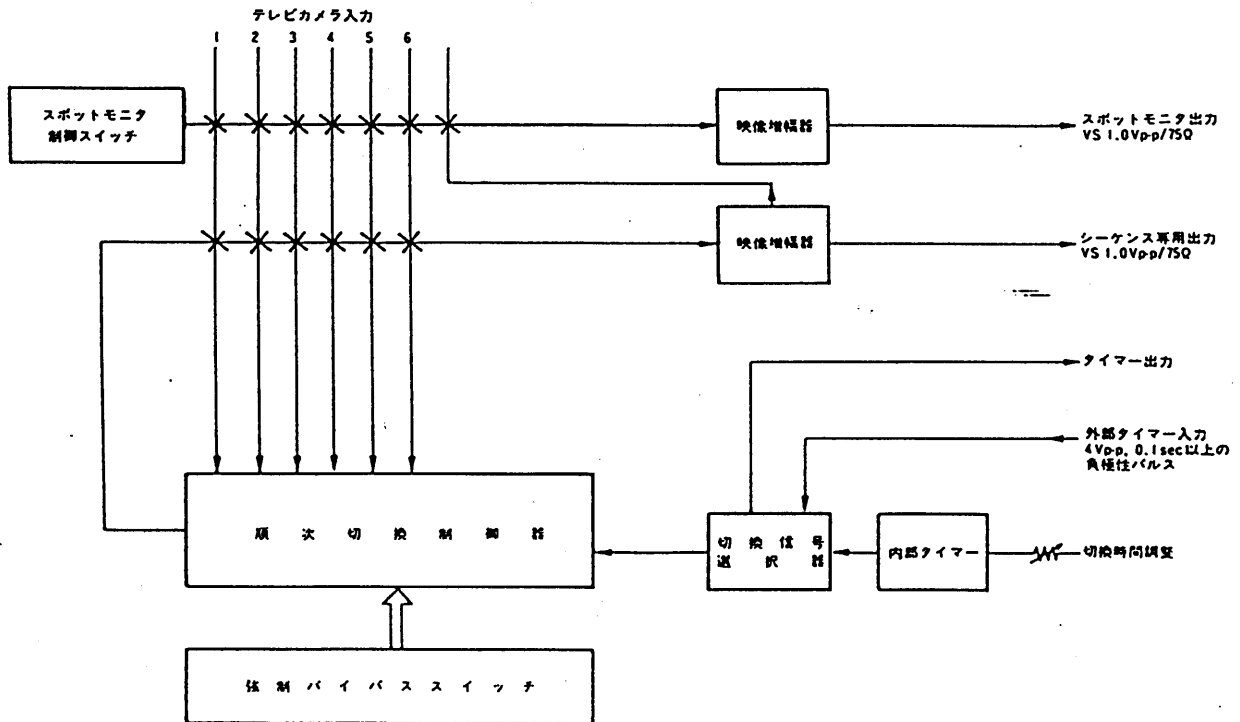 テレビカメラ入力
1 2 3 4 5 6
スポットモニタ
制御スイッチ
映像増幅器
スポットモニタ出力
VS 1.0Vp-p/75Ω
映像増幅器
シーケンス専用出力
VS 1.0Vp-p/75Ω
タイマー出力
外部タイマー入力
4Vp-p, 0.1sec以上の
負極性パルス
順次切換制御器
切換信号
選択器
内部タイマー
切換時間調整
強制バイパススイッチ